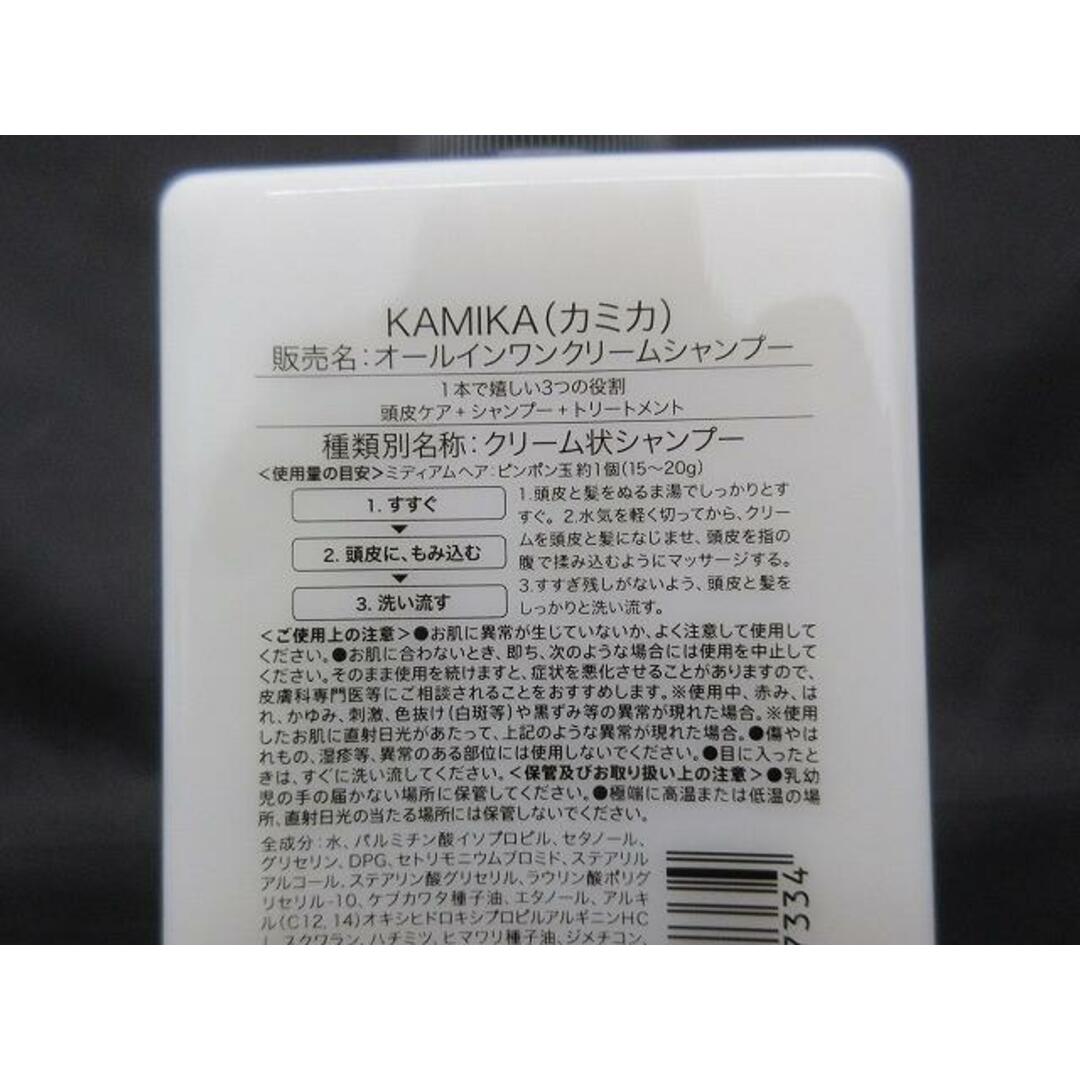 KAMIKA(カミカ)
販売名:オールインワンクリームシャンプー
1本で嬉しい3つの役割
頭皮ケア+シャンプー+トリートメント
種類別名称:クリーム状シャンプー
<使用量の目安>ミディアムヘア:ピンポン玉約1個(15~20g)
1. すすぐ
2. 頭皮に、もみ込む
3. 洗い流す
1.頭皮と髪をぬるま湯でしっかりとす
すぐ。2.水気を軽く切ってから、クリー
ムを頭皮と髪になじませ、頭皮を指の
腹で揉み込むようにマッサージする。
3.すすぎ残しがないよう、頭皮と髪を
しっかりと洗い流す。
<ご使用上の注意>●お肌に異常が生じていないか、よく注意して使用して
ください。●お肌に合わないとき、即ち、次のような場合には使用を中止して
ください。そのまま使用を続けますと、症状を悪化させることがありますので、
皮膚科専門医等にご相談されることをおすすめします。※使用中、赤み、は
れ、かゆみ、刺激、色抜け(白斑等)や黒ずみ等の異常が現れた場合。※使用
したお肌に直射日光があたって、上記のような異常が現れた場合。●傷やは
れもの、湿疹等、異常のある部位には使用しないでください。●目に入ったと
きは、すぐに洗い流してください。<保管及びお取り扱い上の注意>●乳幼
児の手の届かない場所に保管してください。●極端に高温または低温の場
所、直射日光の当たる場所には保管しないでください。
全成分:水、パルミチン酸イソプロピル、セタノール、
グリセリン、DPG、セトリモニウムブロミド、ステアリル
アルコール、ステアリン酸グリセリル、ラウリン酸ポリグ
リセリル-10、ケブカワタ種子油、エタノール、アルキ
ル(C12,14)オキシヒドロキシプロピルアルギニンHC
l、スクワラン、ハチミツ、ヒマワリ種子油、ジメチコン、
7334